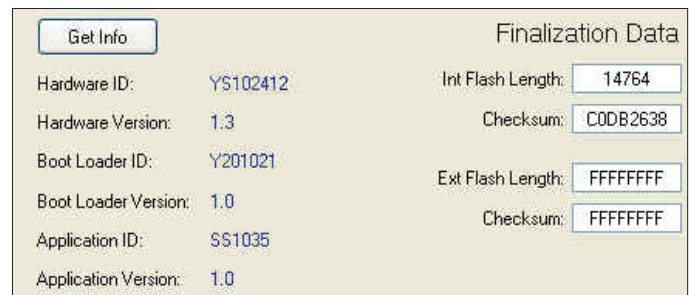 Get Info
Finalization Data
Hardware ID: YS102412
Int Flash Length: 14764
Hardware Version: 1.3
Checksum: C0DB2638
Boot Loader ID: Y201021
Ext Flash Length: FFFFFFFF
Boot Loader Version: 1.0
Checksum: FFFFFFFF
Application ID: SS1035
Application Version: 1.0